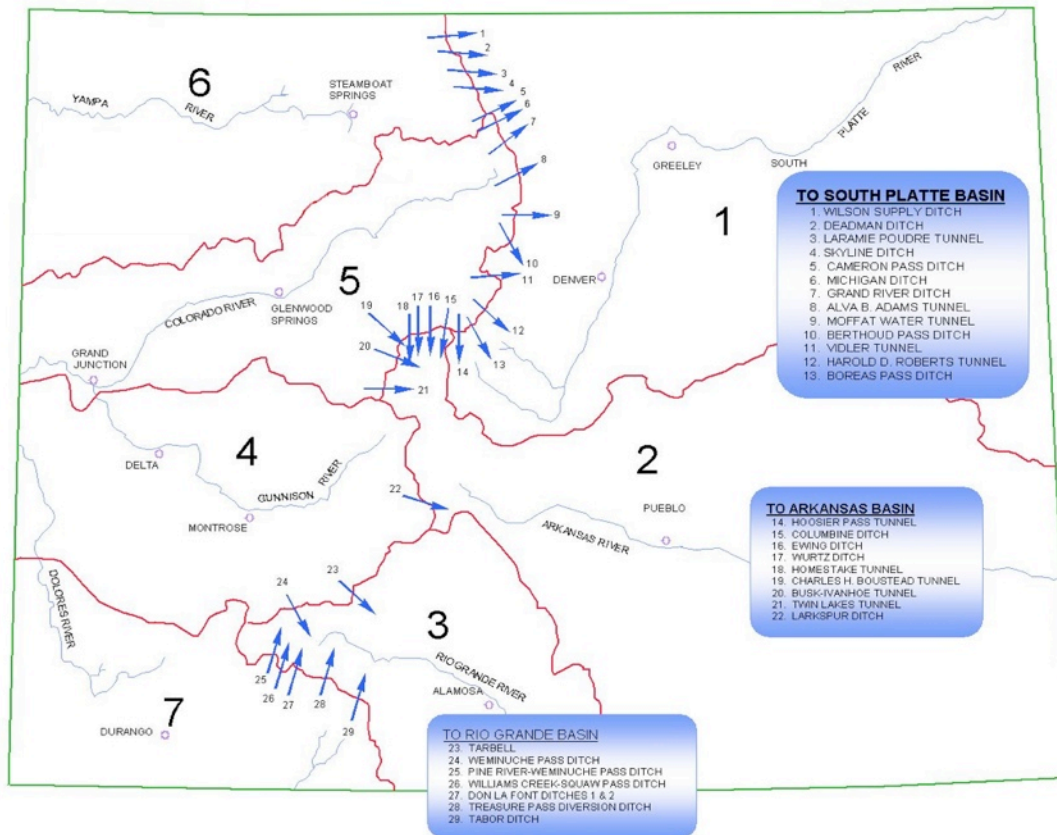 6
YAMPA
RIVER
STEAMBOAT
SPRINGS
1
2
3
4
5
6
7
8
9
10
11
12
13
GREELEY
SOUTH
PLATTE
RIVER
1
DENVER
5
COLORADO RIVER
GLENWOOD
SPRINGS
GRAND
JUNCTION
19
18
17
16
15
20
21
14
4
DELTA
GUNNISON
RIVER
MONTROSE
22
2
PUEBLO
ARKANSAS RIVER
DOLORES RIVER
24
23
3
RIO GRANDE RIVER
ALAMOSA
25
26
27
28
29
7
DURANGO
TO SOUTH PLATTE BASIN
1. WILSON SUPPLY DITCH
2. DEADMAN DITCH
3. LARAMIE POUDRE TUNNEL
4. SKYLINE DITCH
5. CAMERON PASS DITCH
6. MICHIGAN DITCH
7. GRAND RIVER DITCH
8. ALVA B. ADAMS TUNNEL
9. MOFFAT WATER TUNNEL
10. BERTHOUD PASS DITCH
11. VIDLER TUNNEL
12. HAROLD D. ROBERTS TUNNEL
13. BOREAS PASS DITCH
TO ARKANSAS BASIN
14. HOOSIER PASS TUNNEL
15. COLUMBINE DITCH
16. EWING DITCH
17. WURTZ DITCH
18. HOMESTAKE TUNNEL
19. CHARLES H. BOUSTEAD TUNNEL
20. BUSK-IVANHOE TUNNEL
21. TWIN LAKES TUNNEL
22. LARKSPUR DITCH
TO RIO GRANDE BASIN
23. TARBELL
24. WEMINUCHE PASS DITCH
25. PINE RIVER-WEMINUCHE PASS DITCH
26. WILLIAMS CREEK-SQUAW PASS DITCH
27. DON LA FONT DITCHES 1 & 2
28. TREASURE PASS DIVERSION DITCH
29. TABOR DITCH